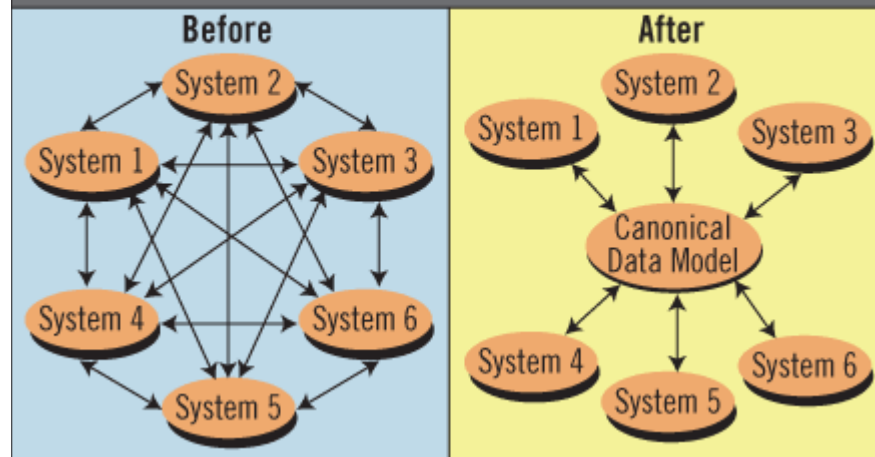 Before
System 2
System 1
System 3
System 4
System 6
System 5
After
System 2
System 1
System 3
Canonical
Data Model
System 4
System 6
System 5